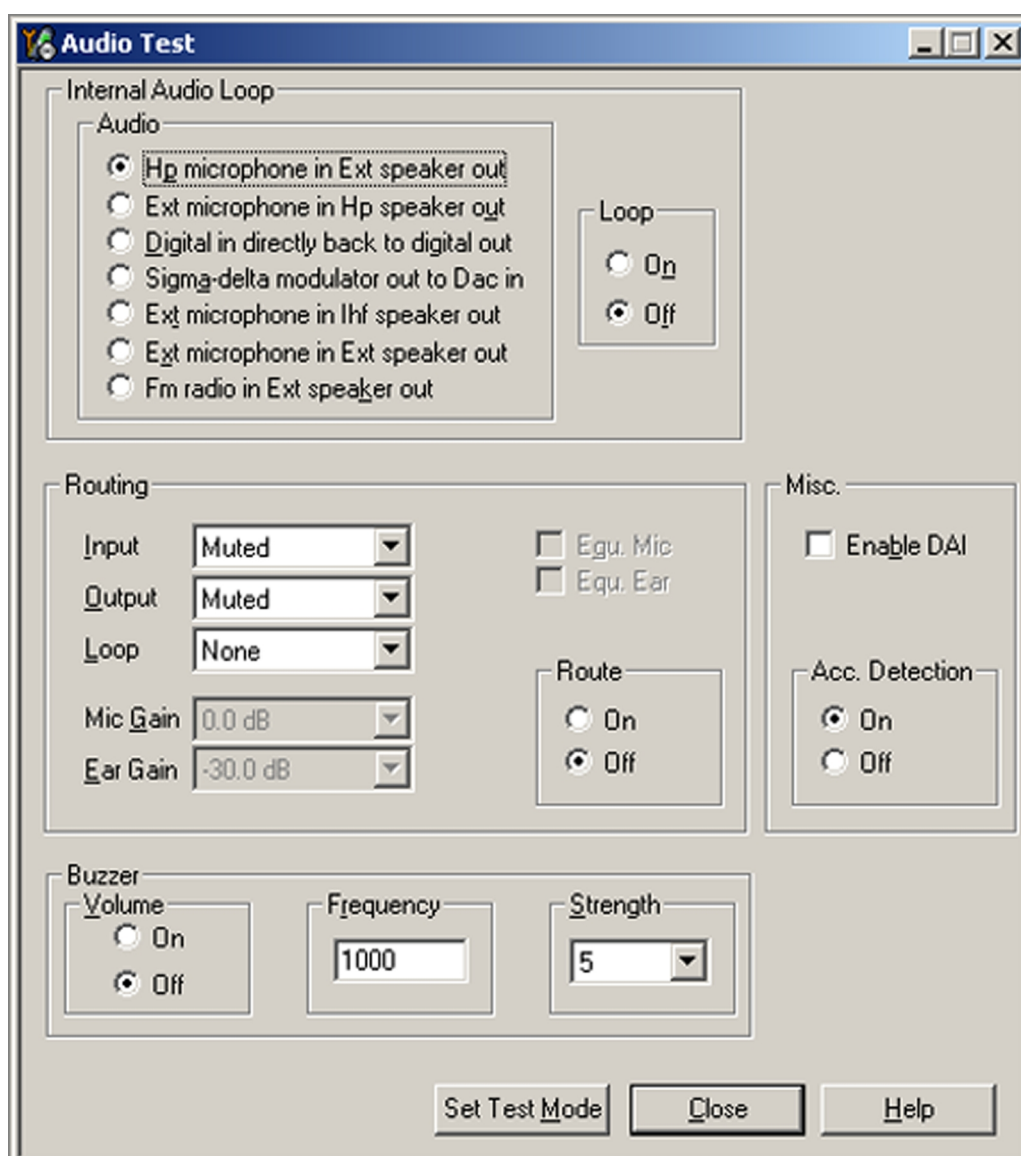 Audio Test
Internal Audio Loop
Audio
Hp microphone in Ext speaker out
Ext microphone in Hp speaker out
Digital in directly back to digital out
Sigma-delta modulator out to Dac in
Ext microphone in Ihf speaker out
Ext microphone in Ext speaker out
Fm radio in Ext speaker out
Loop
On
Off
Routing
Input Muted
Output Muted
Loop None
Mic Gain 0.0 dB
Ear Gain -30.0 dB
Egu. Mic
Equ. Ear
Route
On
Off
Misc.
Enable DAI
Acc. Detection
On
Off
Buzzer
Volume
On
Off
Frequency
1000
Strength
5
Set Test Mode Close Help